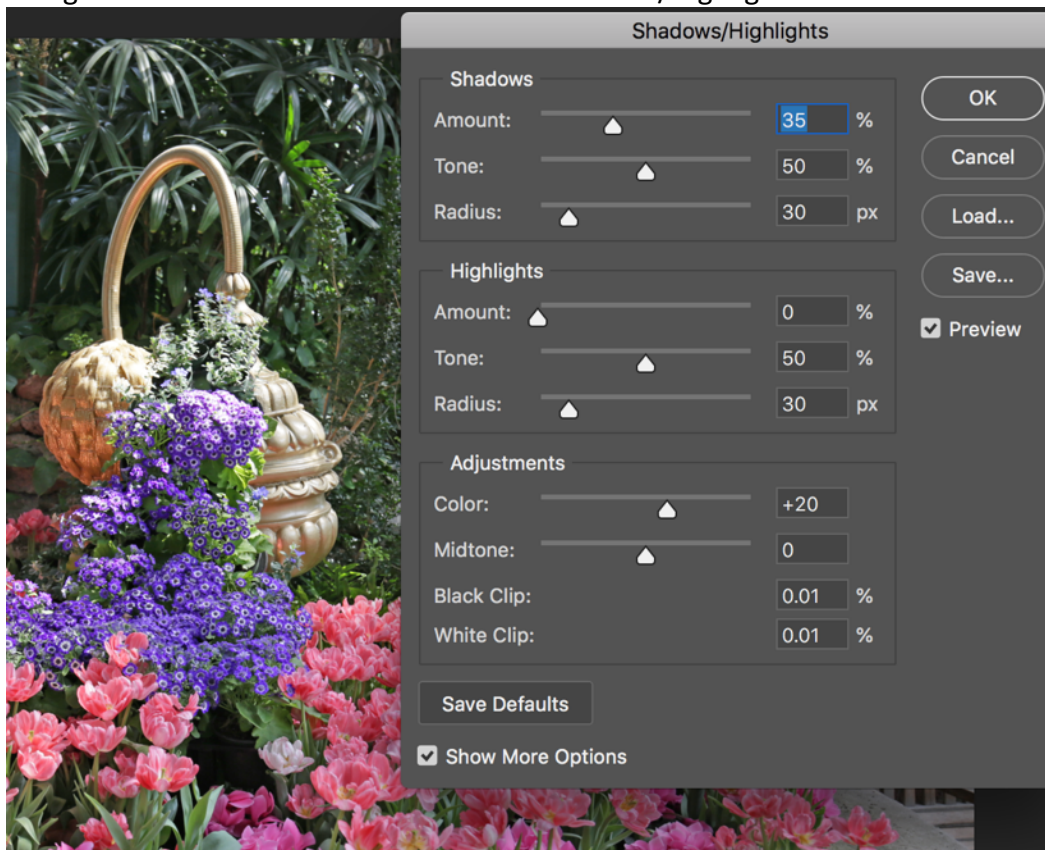 Shadows/Highlights
Shadows
Amount: 35 %
Tone: 50 %
Radius: 30 px
Highlights
Amount: 0 %
Tone: 50 %
Radius: 30 px
Adjustments
Color: +20
Midtone: 0
Black Clip: 0.01 %
White Clip: 0.01 %
Save Defaults
Show More Options
OK
Cancel
Load...
Save...
Preview